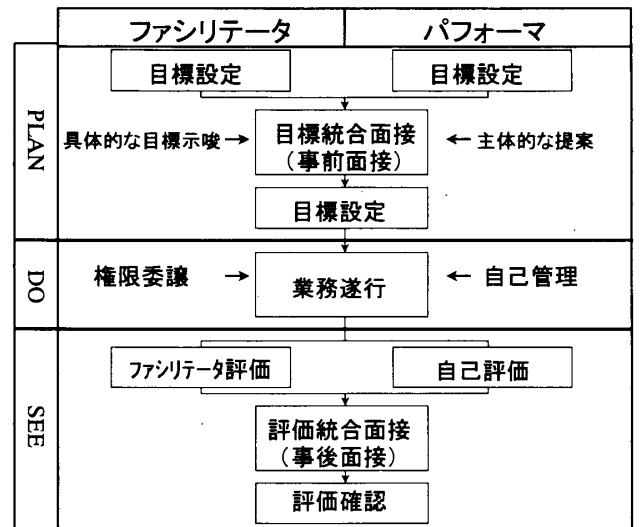 ファシリテータ
パフォーマ
PLAN
目標設定
目標設定
具体的な目標示唆→
目標統合面接
(事前面接)
←主体的な提案
目標設定
DO
権限委譲 →
業務遂行
← 自己管理
SEE
ファシリテータ評価
自己評価
評価統合面接
(事後面接)
評価確認